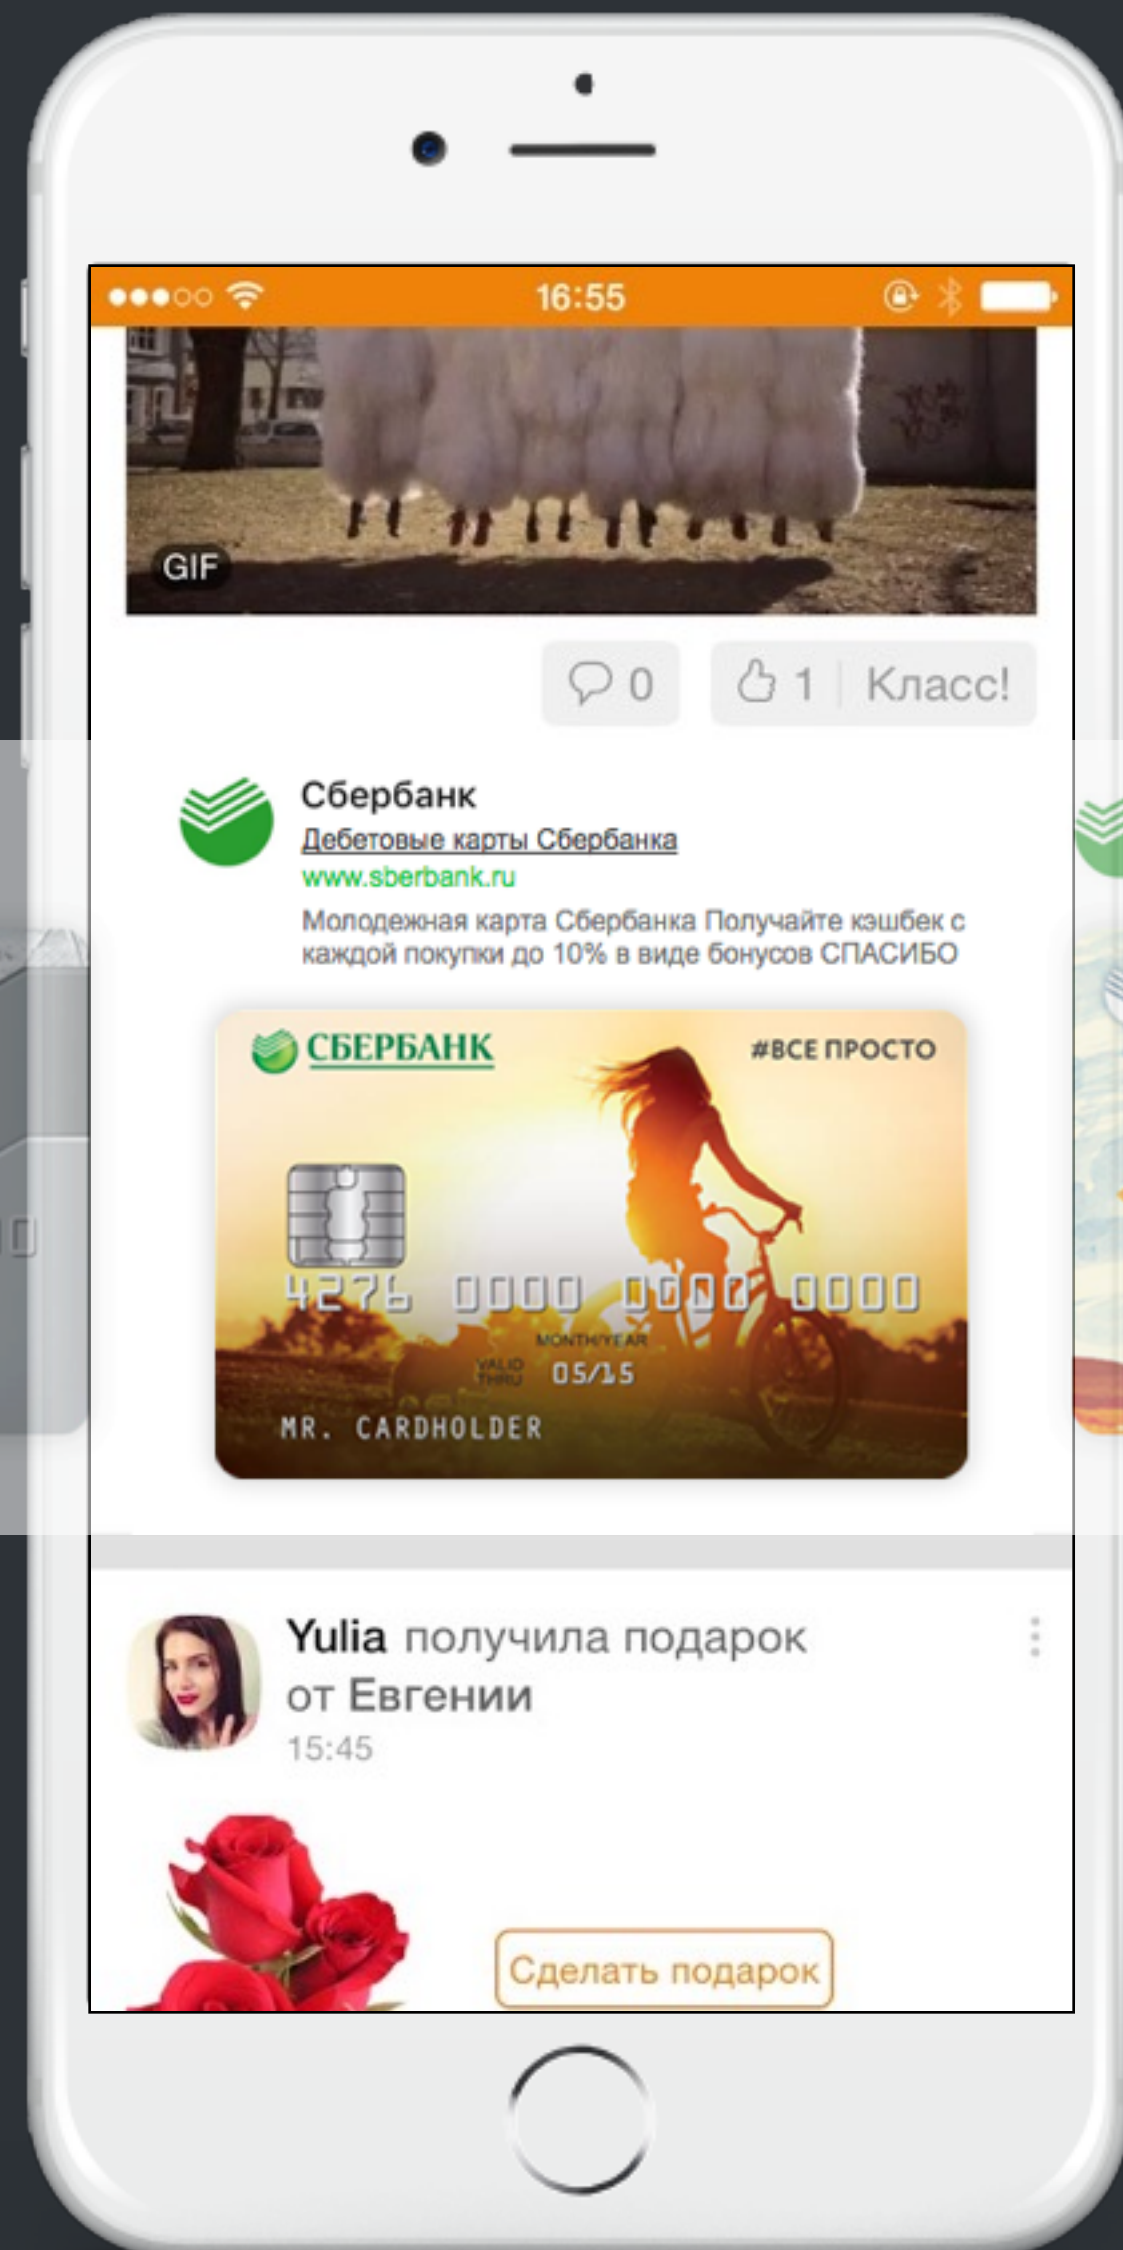 16:55
GIF
0
1 Класс!
Сбербанк
Дебетовые карты Сбербанка
www.sberbank.ru
Молодежная карта Сбербанка Получайте кэшбек с
каждой покупки до 10% в виде бонусов СПАСИБО
СБЕРБАНК
#ВСЕ ПРОСТО
4276 0000 0000 0000
MONTH/YEAR
VALID
THRU
05/15
MR. CARDHOLDER
Yulia получила подарок
от Евгении
15:45
Сделать подарок